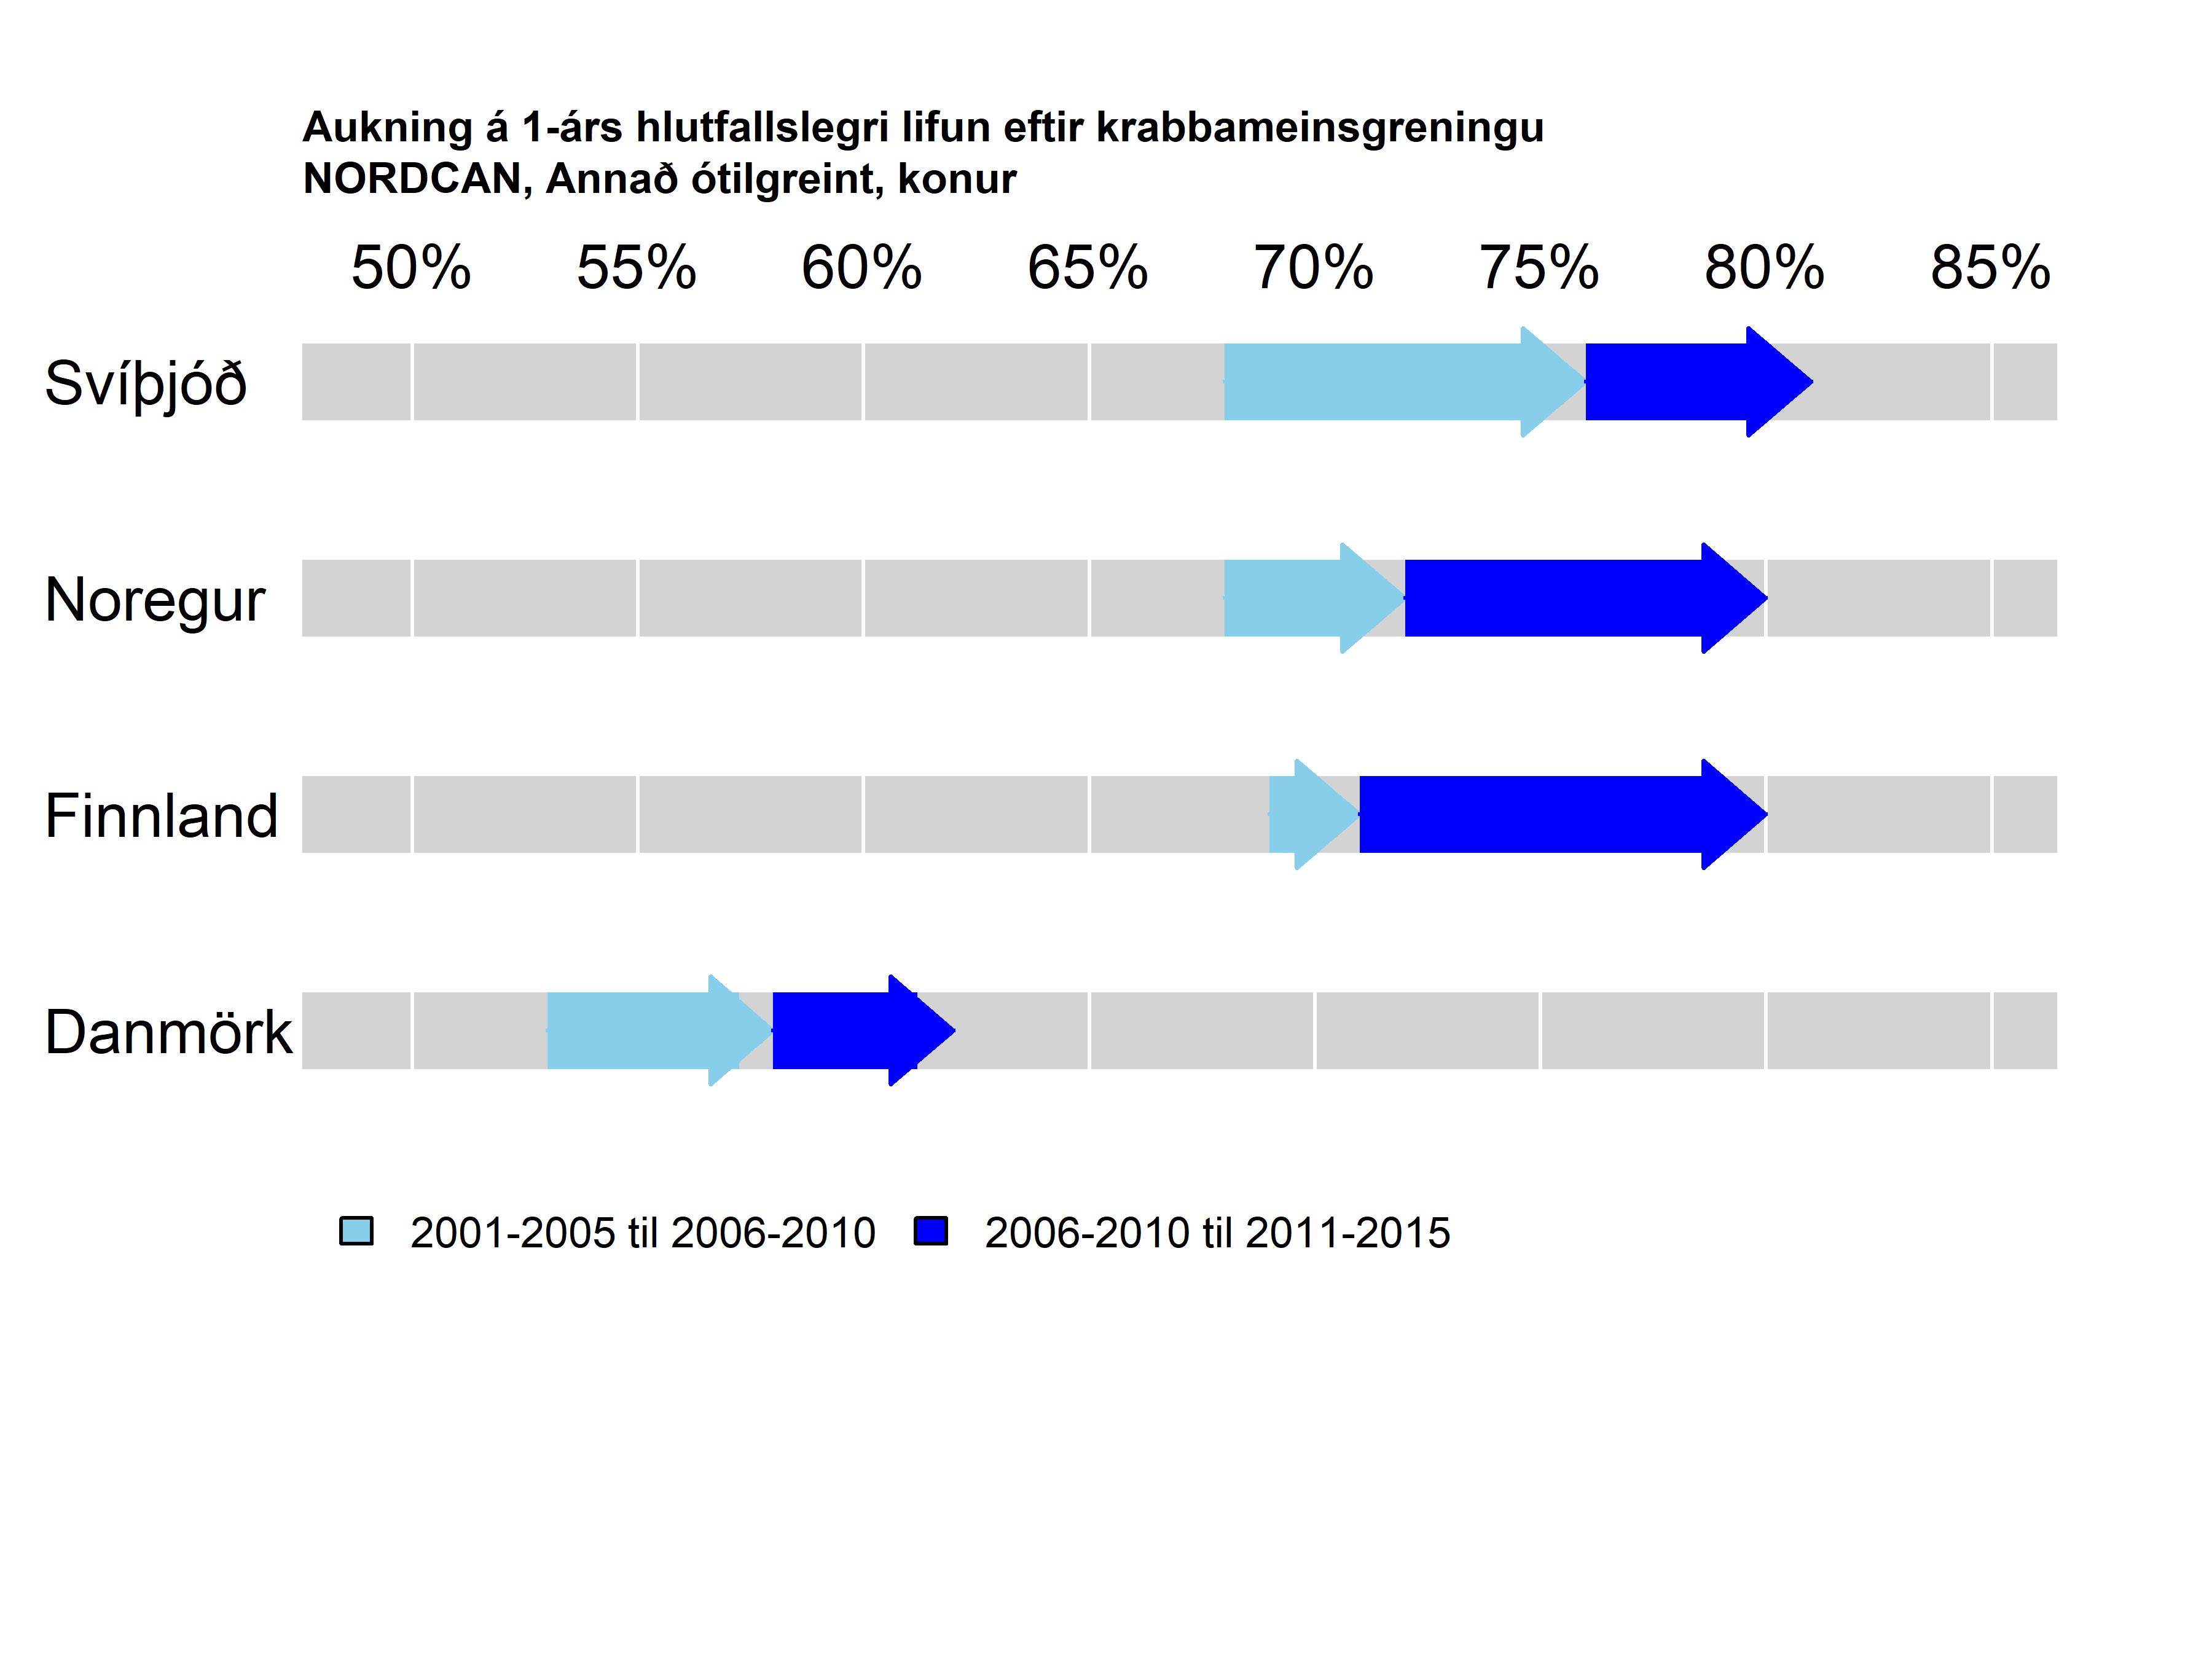 Aukning á 1-árs hlutfallslegri lifun eftir krabbameinsgreningu
NORDCAN, Annað ótilgreint, konur
50% 55% 60% 65% 70% 75% 80% 85%
Svíþjóð
Noregur
Finnland
Danmörk
2001-2005 til 2006-2010 2006-2010 til 2011-2015